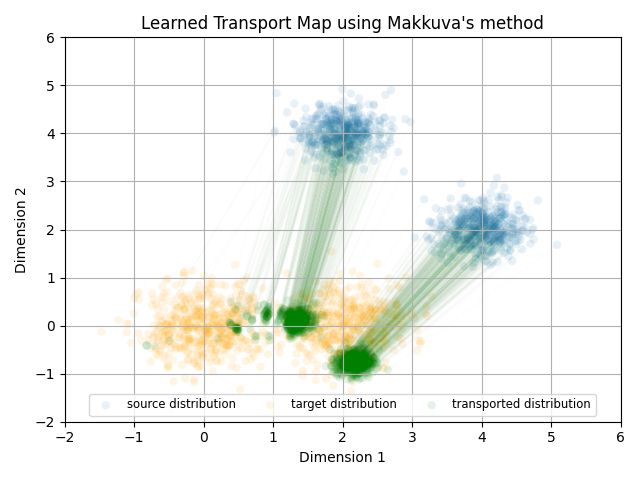 Learned Transport Map using Makkuva's method
6
5
4
3
2
1
0
−1
−2
Dimension 2
source distribution target distribution transported distribution
−2 −1 0 1 2 3 4 5 6
Dimension 1